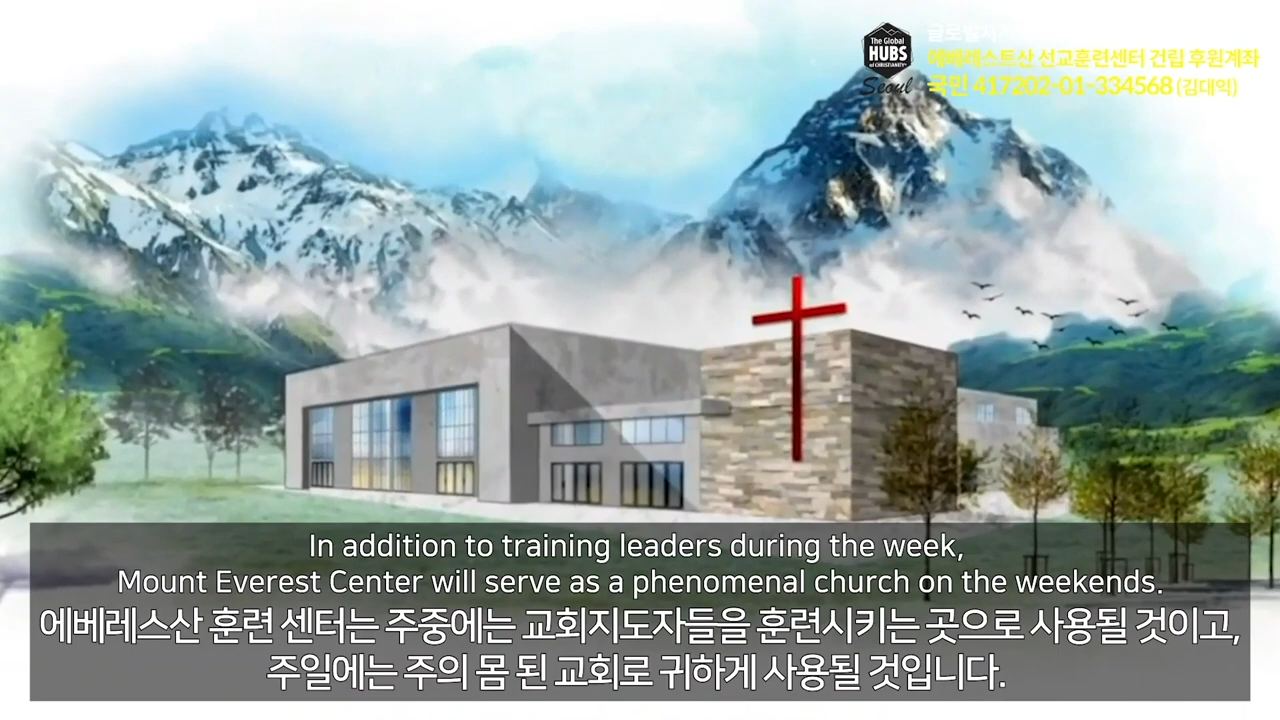 The Global
HUBS
of CHRISTIANITY
Seoul
에베레스트산 선교훈련센터 건립 후원계좌
국민 417202-01-334568 (김대억)
In addition to training leaders during the week,
Mount Everest Center will serve as a phenomenal church on the weekends.
에베레스산 훈련 센터는 주중에는 교회지도자들을 훈련시키는 곳으로 사용될 것이고,
주일에는 주의 몸 된 교회로 귀하게 사용될 것입니다.